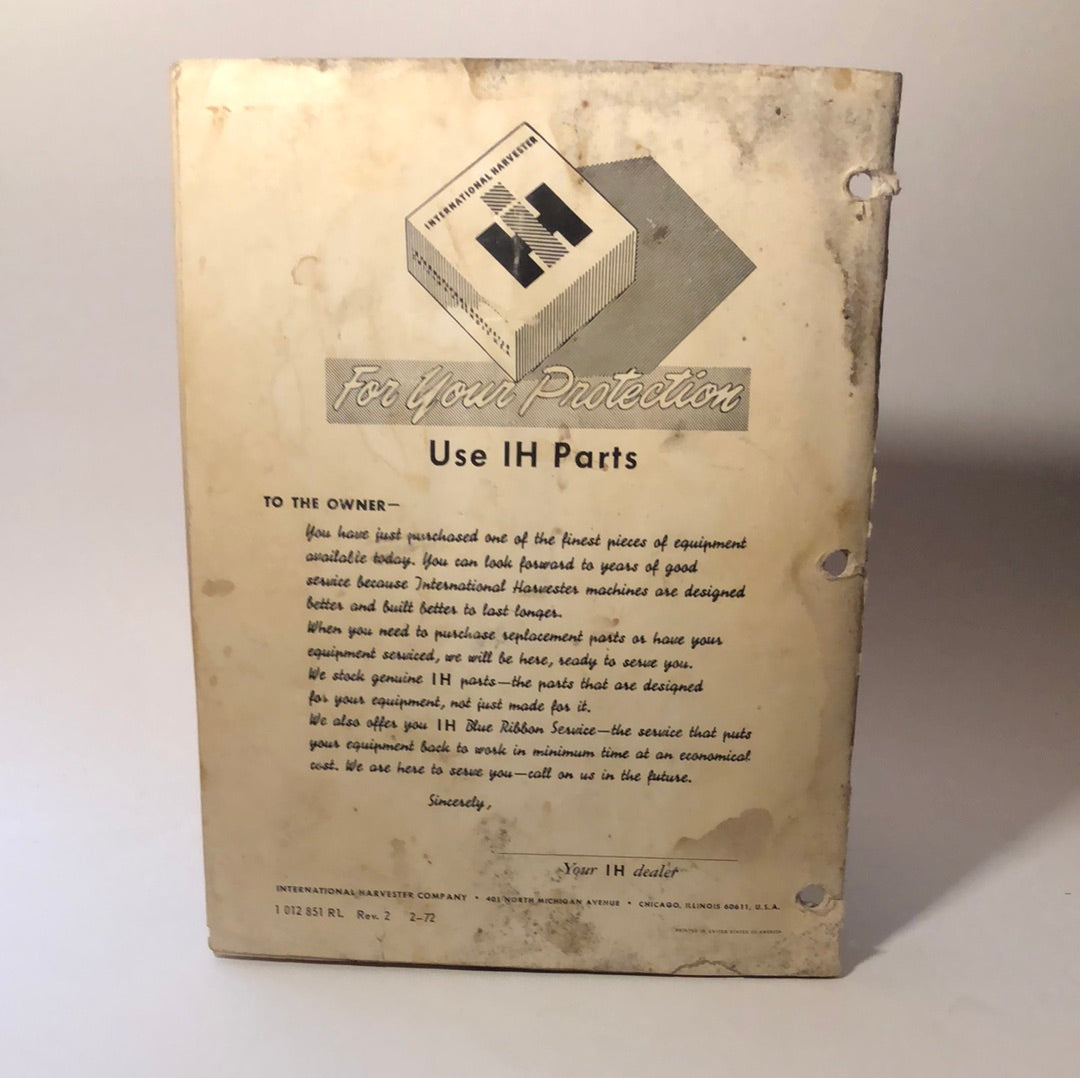 INTERNATIONAL HARVESTER
IH
For Your Protection
Use IH Parts
TO THE OWNER—
You have just purchased one of the finest pieces of equipment
available today. You can look forward to years of good
service because International Harvester machines are designed
better and built better to last longer.
When you need to purchase replacement parts or have your
equipment serviced, we will be here, ready to serve you.
We stock genuine IH parts—the parts that are designed
for your equipment, not just made for it.
We also offer you IH Blue Ribbon Service—the service that puts
your equipment back to work in minimum time at an economical
cost. We are here to serve you—call on us in the future.
Sincerely,
Your IH dealer
INTERNATIONAL HARVESTER COMPANY • 401 NORTH MICHIGAN AVENUE • CHICAGO, ILLINOIS 60611, U.S.A.
1 012 851 R1. Rev. 2 2-72
PRINTED IN UNITED STATES OF AMERICA